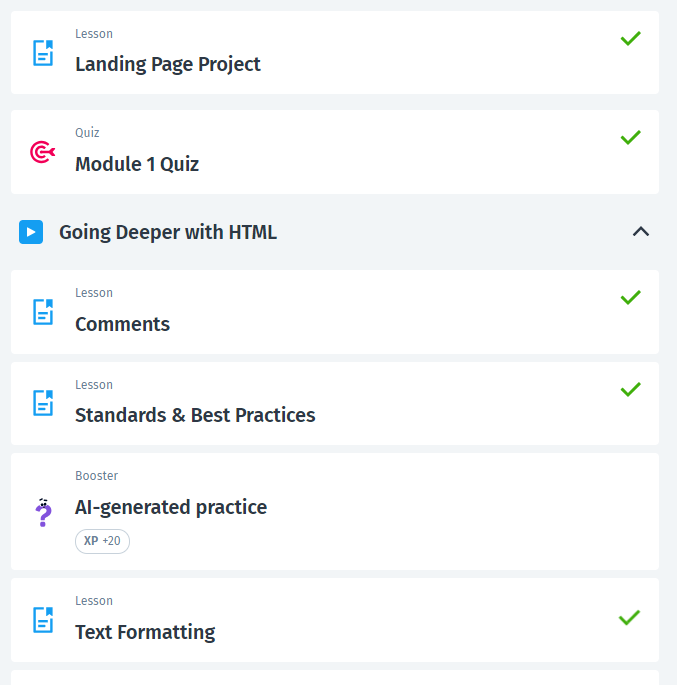 Lesson
Landing Page Project
Quiz
Module 1 Quiz
Going Deeper with HTML
Lesson
Comments
Lesson
Standards & Best Practices
Booster
AI-generated practice
XP +20
Lesson
Text Formatting